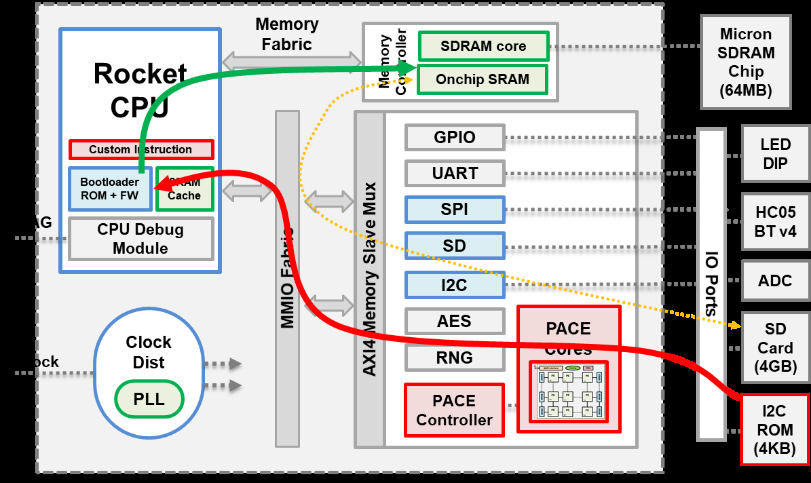 Memory
Fabric
Rocket
CPU
Custom Instruction
Bootloader
ROM + FW
SRAM
Cache
CPU Debug
Module
AG
Clock
Dist
PLL
ock
MMIO Fabric
Memory
Controller
SDRAM core
Onchip SRAM
AXI4 Memory Slave Mux
GPIO
UART
SPI
SD
I2C
AES
RNG
PACE
Controller
PACE
Cores
IO Ports
Micron
SDRAM
Chip
(64MB)
LED
DIP
HC05
BT v4
ADC
SD
Card
(4GB)
I2C
ROM
(4KB)